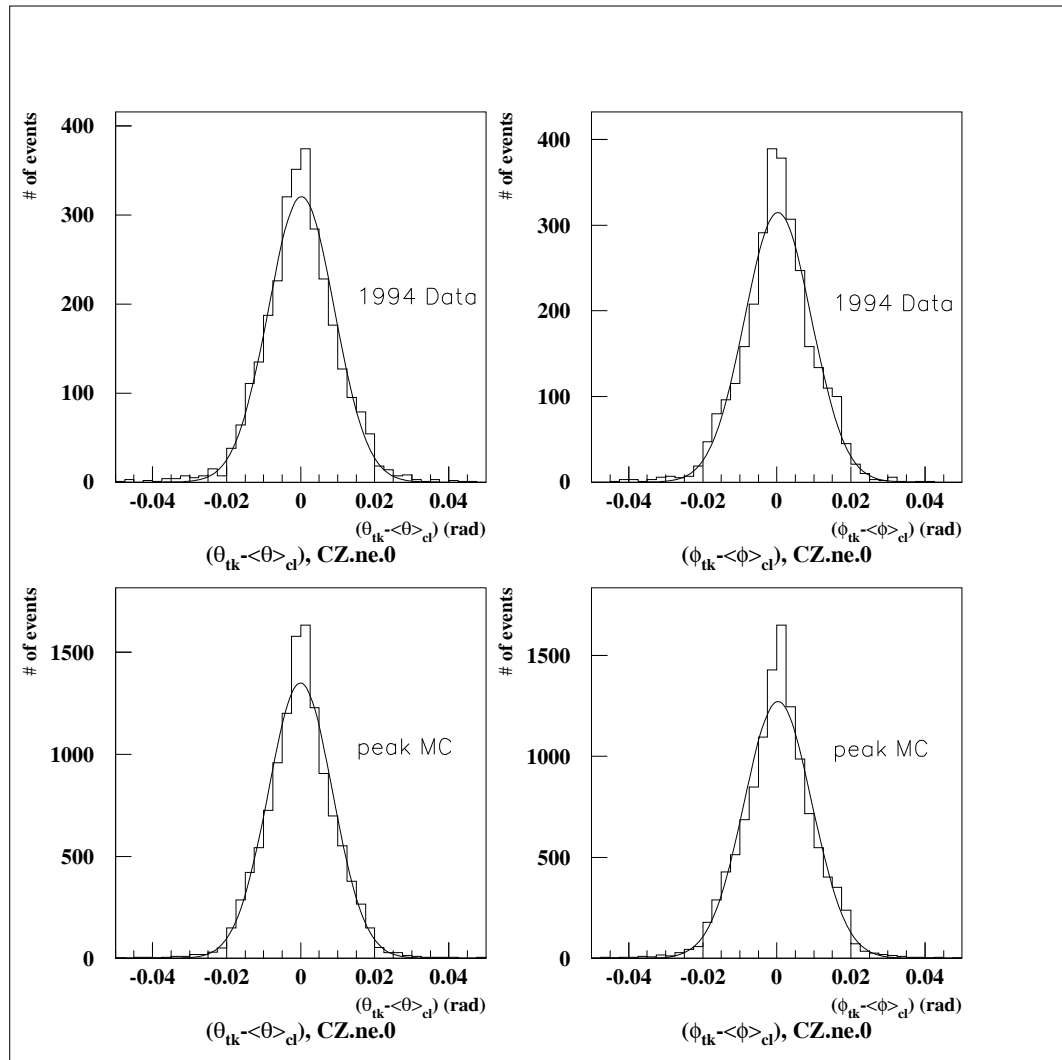 # of events
400
300
200
100
0
1994 Data
-0.04 -0.02 0 0.02 0.04
(θtk-<θ>cl) (rad)
(θtk-<θ>cl), CZ.ne.0
# of events
400
300
200
100
0
1994 Data
-0.04 -0.02 0 0.02 0.04
(ϕtk-<ϕ>cl) (rad)
(ϕtk-<ϕ>cl), CZ.ne.0
# of events
1500
1000
500
0
peak MC
-0.04 -0.02 0 0.02 0.04
(θtk-<θ>cl) (rad)
(θtk-<θ>cl), CZ.ne.0
# of events
1500
1000
500
0
peak MC
-0.04 -0.02 0 0.02 0.04
(ϕtk-<ϕ>cl) (rad)
(ϕtk-<ϕ>cl), CZ.ne.0